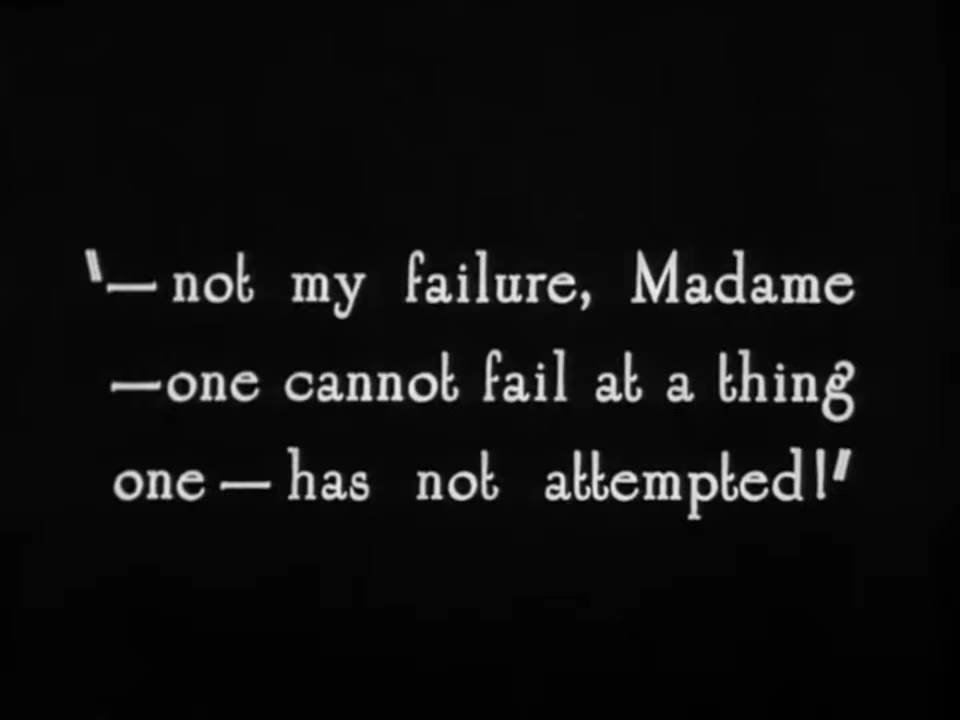 "— not my failure, Madame
—one cannot fail at a thing
one — has not attempted!"